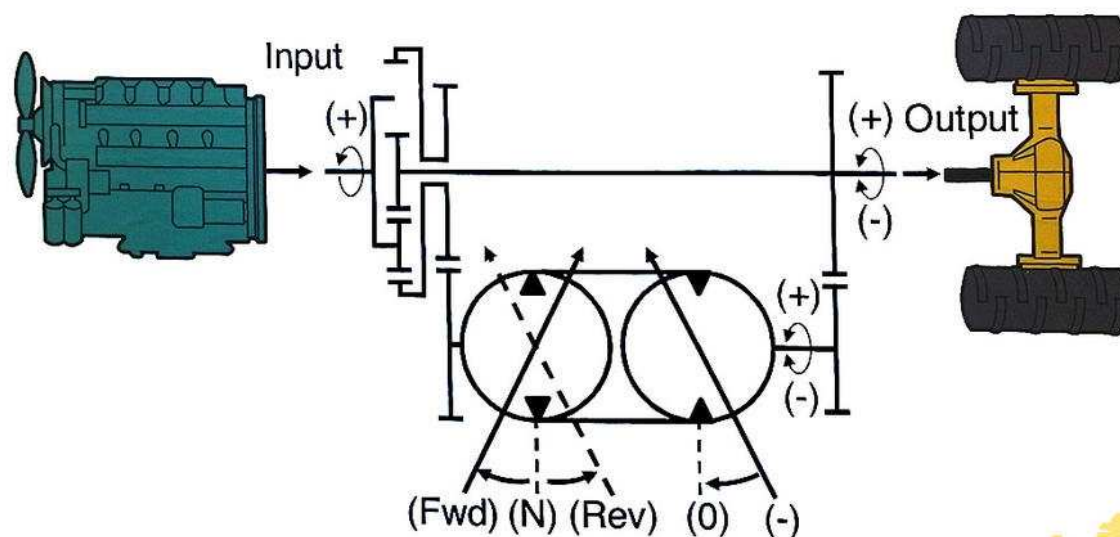 Input
(+)
(+) Output
(-)
(+)
(-)
(Fwd) (N) (Rev) (0) (-)